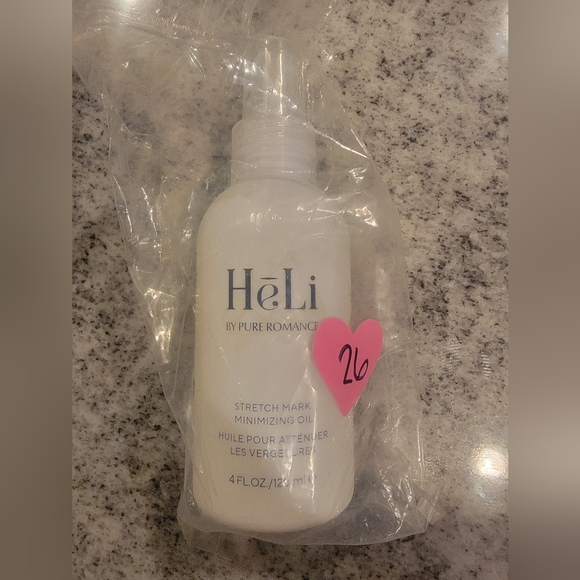 HēLi
BY PURE ROMANCE
26
STRETCH MARK
MINIMIZING OIL
HUILE POUR ATTÉNUER
LES VERGETURES
4 FL.OZ./120 ml e